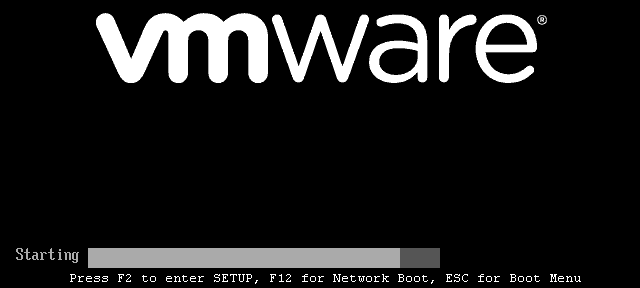 vmware®
Starting
Press F2 to enter SETUP, F12 for Network Boot, ESC for Boot Menu